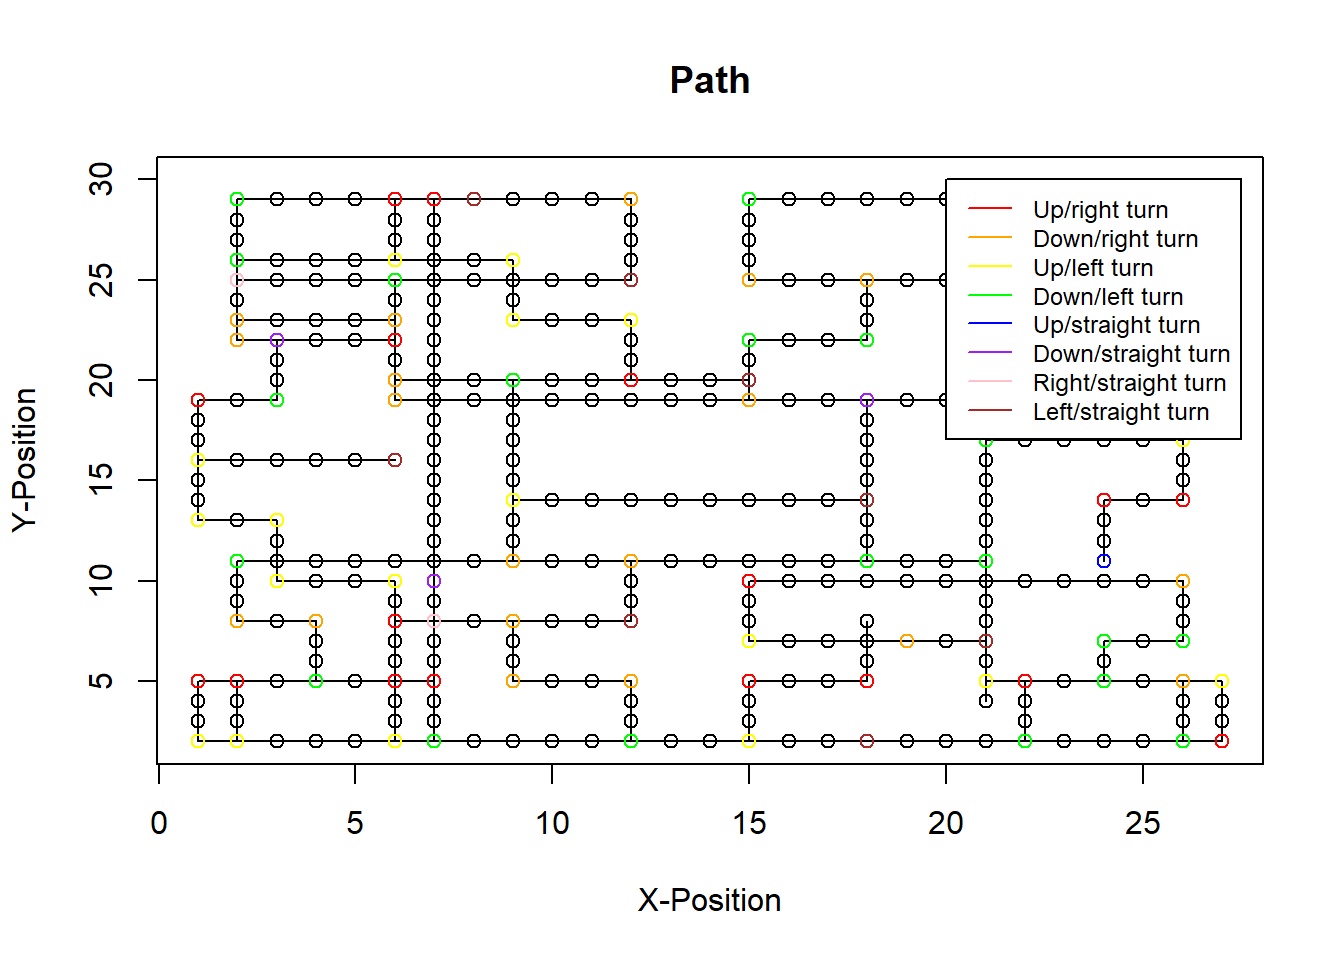 Path
Y-Position
30
25
20
15
10
5
Up/right turn
Down/right turn
Up/left turn
Down/left turn
Up/straight turn
Down/straight turn
Right/straight turn
Left/straight turn
0 5 10 15 20 25
X-Position